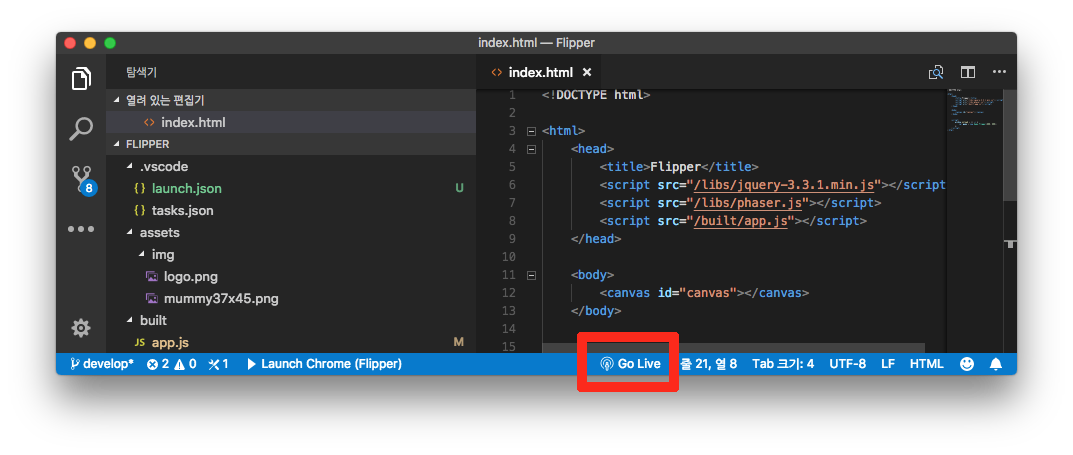 index.html — Flipper
탐색기
열려 있는 편집기
index.html
FLIPPER
.vscode
{ } launch.json U
{ } tasks.json
assets
img
logo.png
mummy37x45.png
built
JS app.js M
8
<> index.html ×
1 <!DOCTYPE html>
2
3 <html>
4 <head>
5 <title>Flipper</title>
6 <script src="/libs/jquery-3.3.1.min.js"></script
7 <script src="/libs/phaser.js"></script>
8 <script src="/built/app.js"></script>
9 </head>
10
11 <body>
12 <canvas id="canvas"></canvas>
13 </body>
14
15
develop* 2 0 1 Launch Chrome (Flipper) Go Live 줄 21, 열 8 Tab 크기: 4 UTF-8 LF HTML